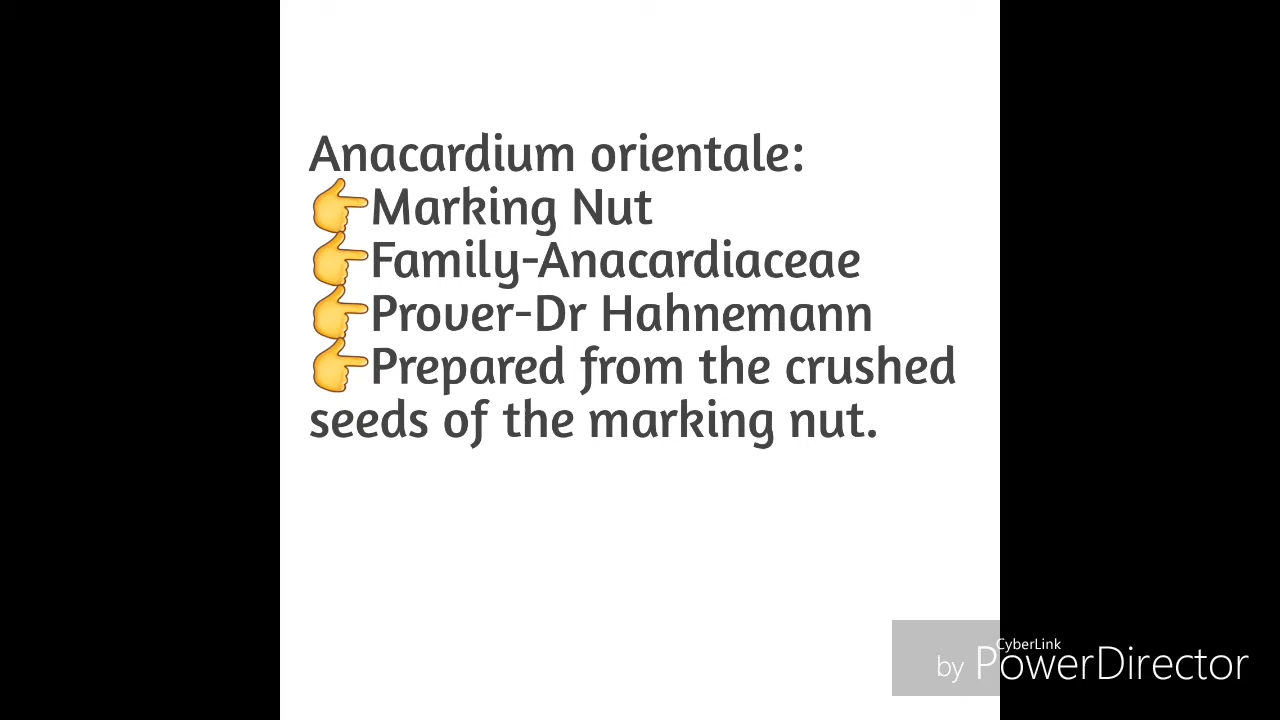 Anacardium orientale:
👉Marking Nut
👉Family-Anacardiaceae
👉Prover-Dr Hahnemann
👉Prepared from the crushed
seeds of the marking nut.
CyberLink
by PowerDirector